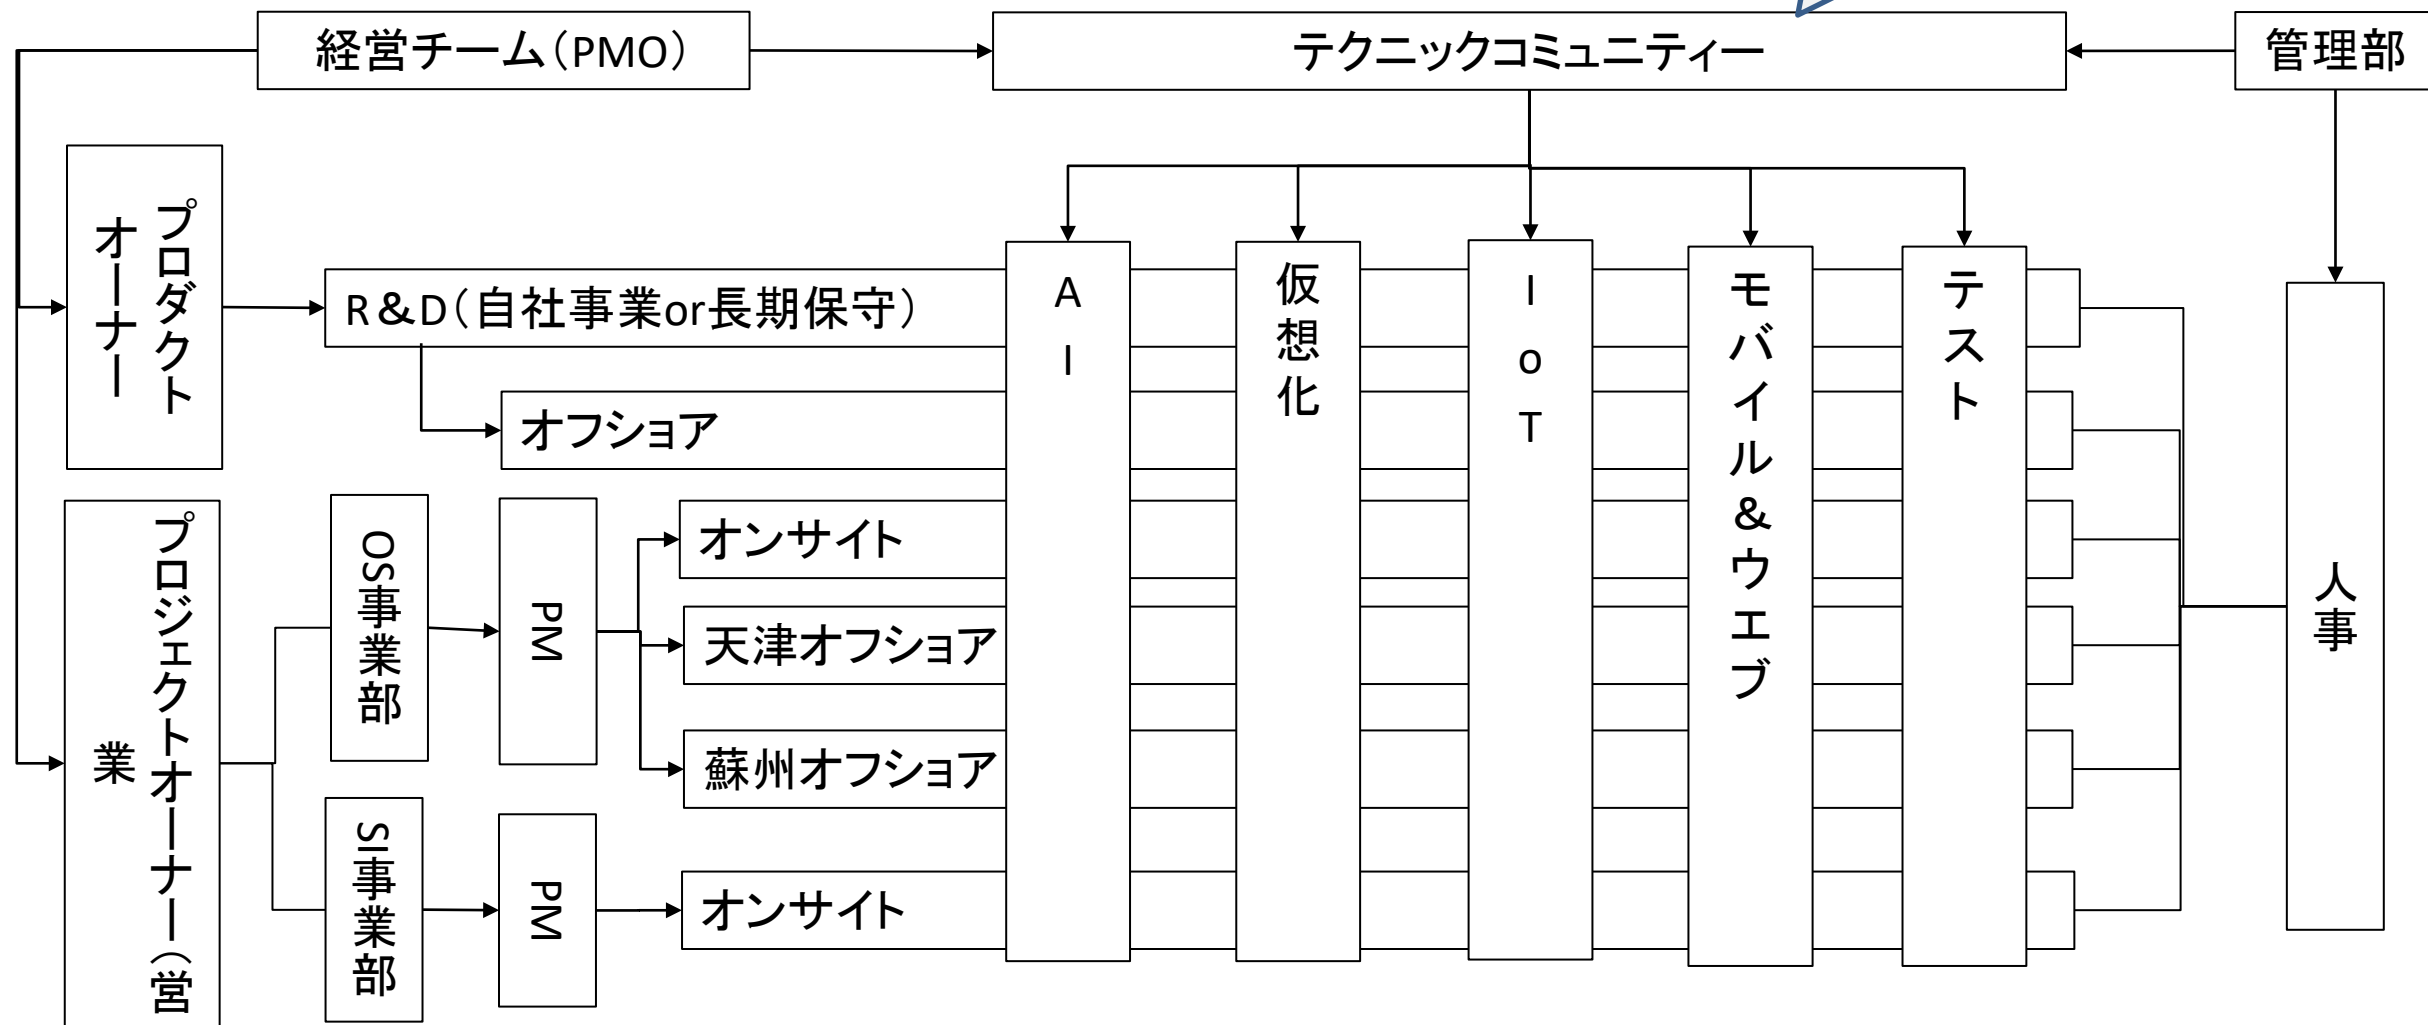 経営チーム（PMO）
テクニックコミュニティー
管理部
プロダクト
オーナー
R＆D（自社事業or長期保守）
オフショア
AI
仮想化
IoT
モバイル＆ウエブ
テスト
プロジェクトオーナー（営
業
OS事業部
PM
オンサイト
天津オフショア
蘇州オフショア
SI事業部
PM
オンサイト
人事